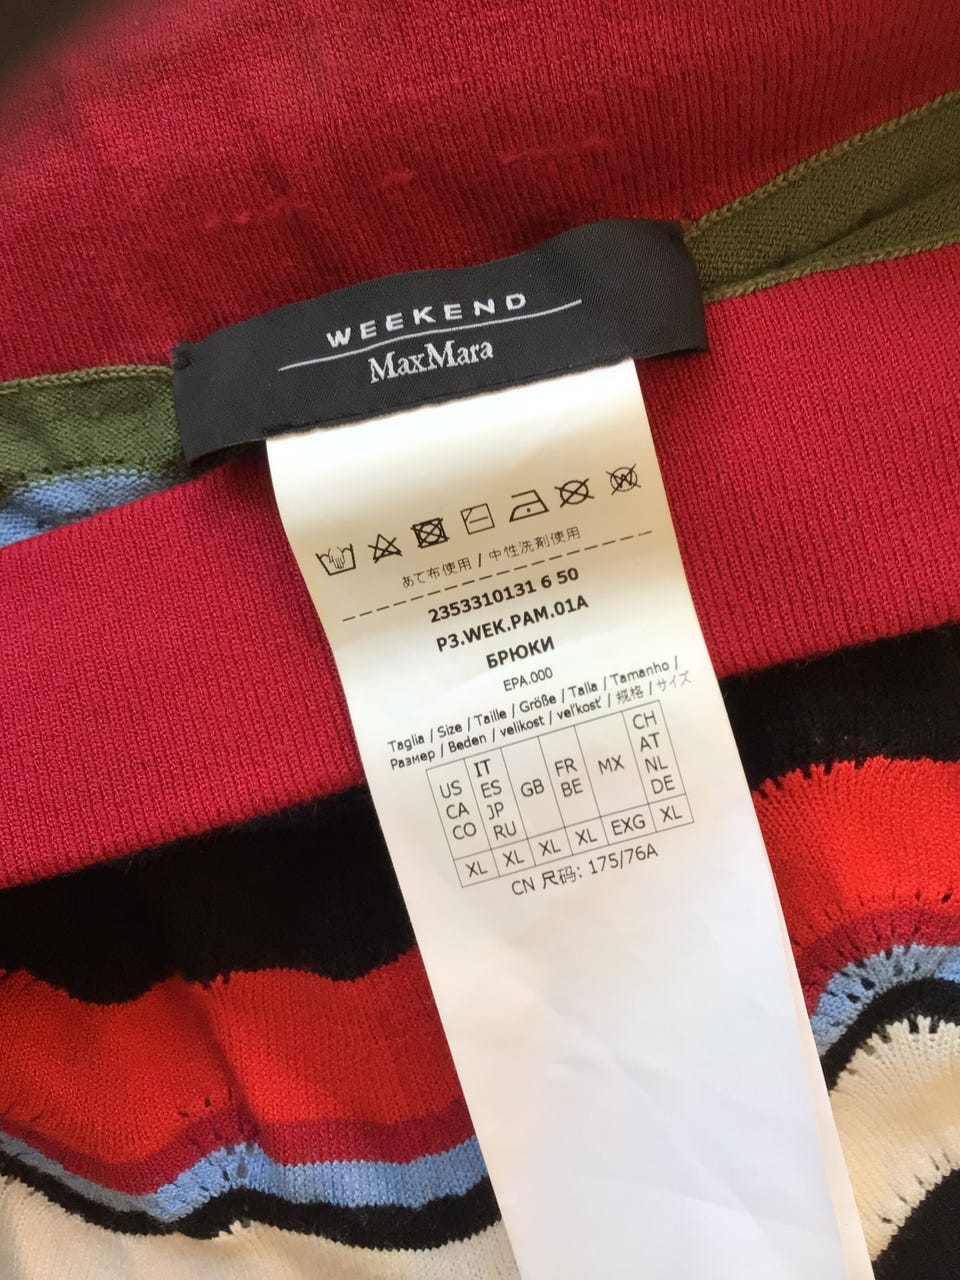 WEEKEND
MaxMara
あて布使用 / 中性洗剤使用
2353310131 6 50
P3.WEK.PAM.01A
БРЮКИ
EPA.000
Taglia / Size / Taille / Größe / Talla / Tamanho /
Размер / Beden / velikost / veľkosť / 规格 / サイズ
US CA CO
IT ES JP RU
GB
FR BE
MX
CH AT NL DE
XL XL XL XL EXG XL
CN 尺码: 175/76A